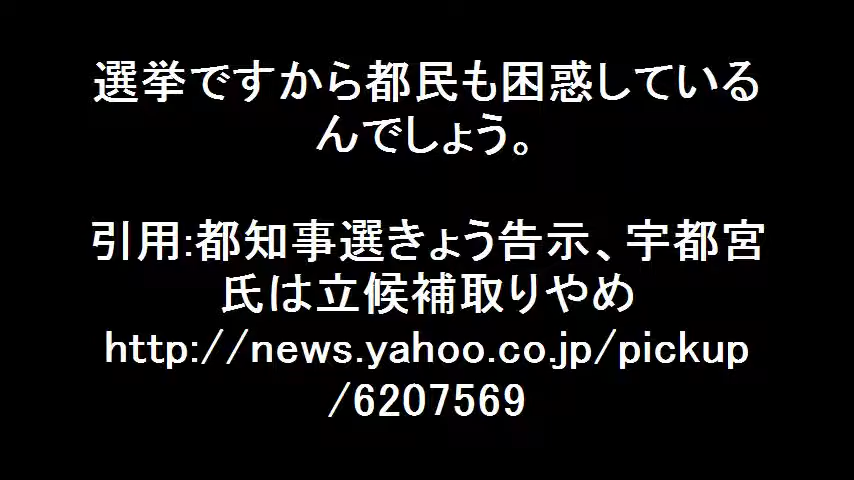 選挙ですから都民も困惑している
んでしょう。
引用:都知事選きょう告示、宇都宮
氏は立候補取りやめ
http://news.yahoo.co.jp/pickup
/6207569